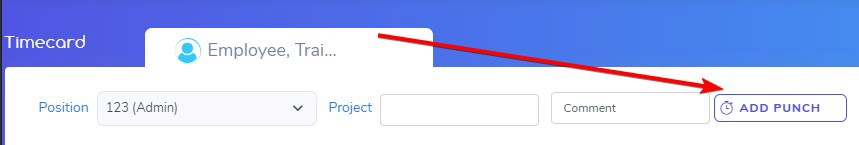 Timecard
Employee, Trai...
Position 123 (Admin) Project Comment ADD PUNCH